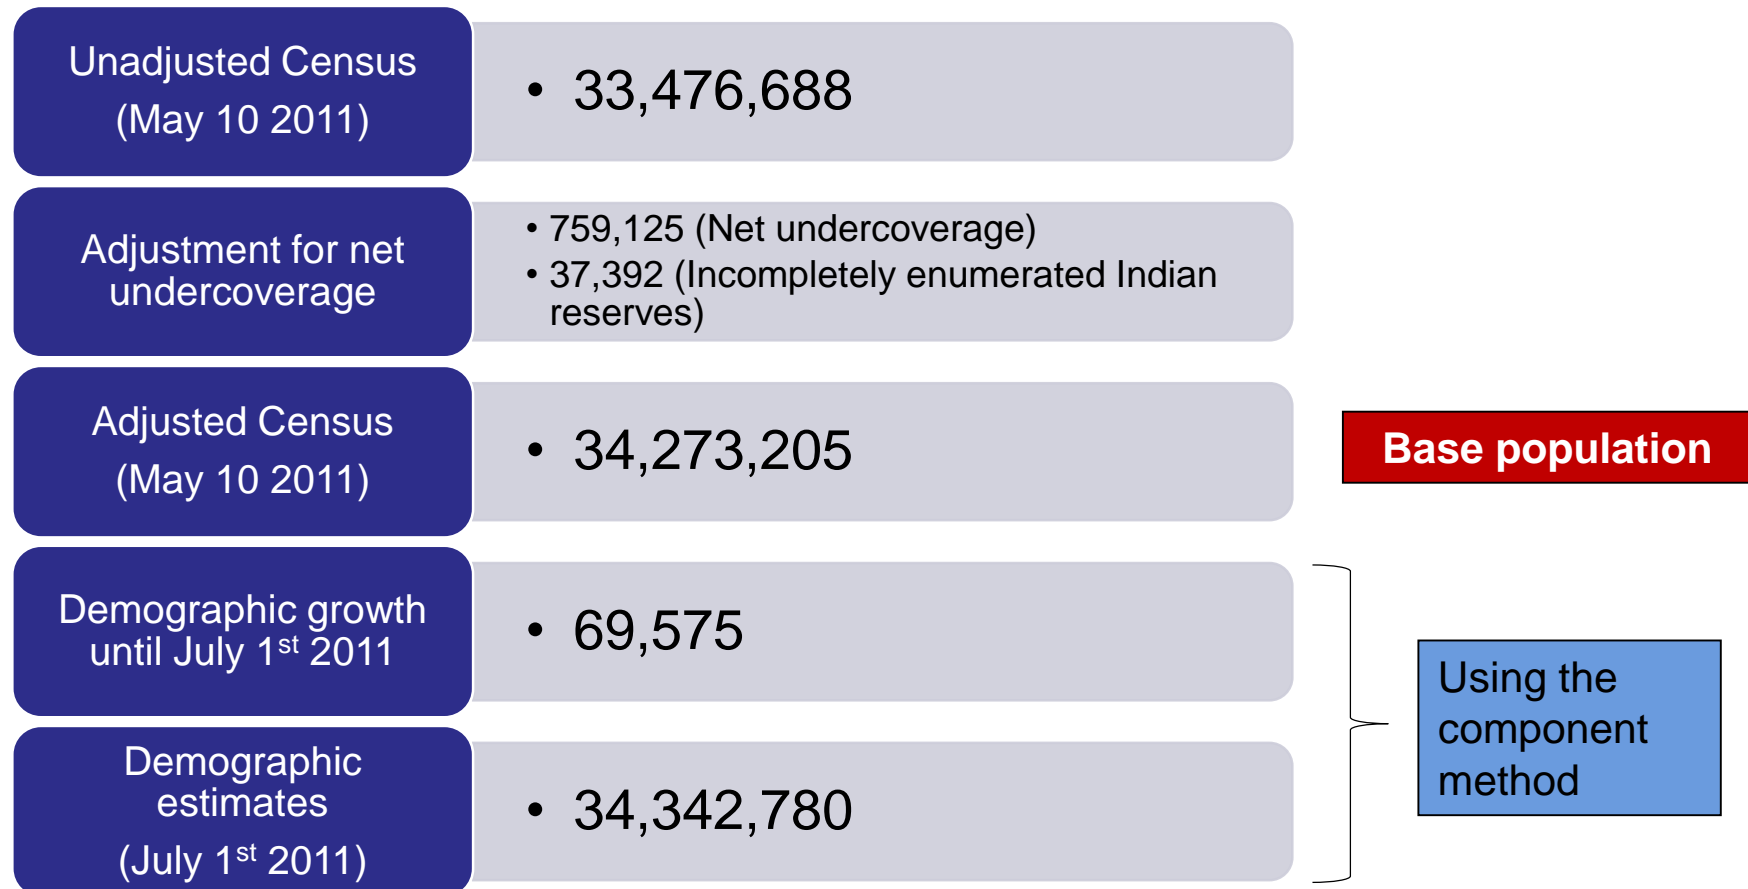 Unadjusted Census
(May 10 2011)
• 33,476,688
Adjustment for net
undercoverage
• 759,125 (Net undercoverage)
• 37,392 (Incompletely enumerated Indian
reserves)
Adjusted Census
(May 10 2011)
• 34,273,205
Base population
Demographic growth
until July 1st 2011
• 69,575
Using the
component
method
Demographic
estimates
(July 1st 2011)
• 34,342,780